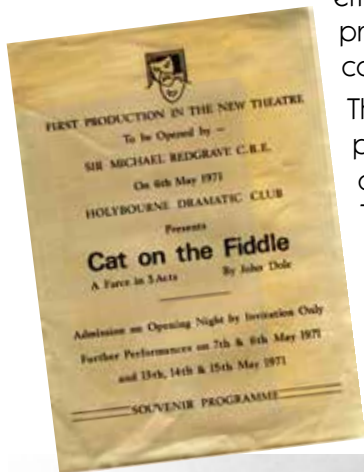 FIRST PRODUCTION IN THE NEW THEATRE
To be Opened by —
SIR MICHAEL REDGRAVE C.B.E.
On 6th May 1971
HOLYBOURNE DRAMATIC CLUB
Presents
Cat on the Fiddle
A Farce in 3 Acts By John Dole
Admission on Opening Night by Invitation Only
Further Performances on 7th & 8th May 1971
and 13th, 14th & 15th May 1971
SOUVENIR PROGRAMME